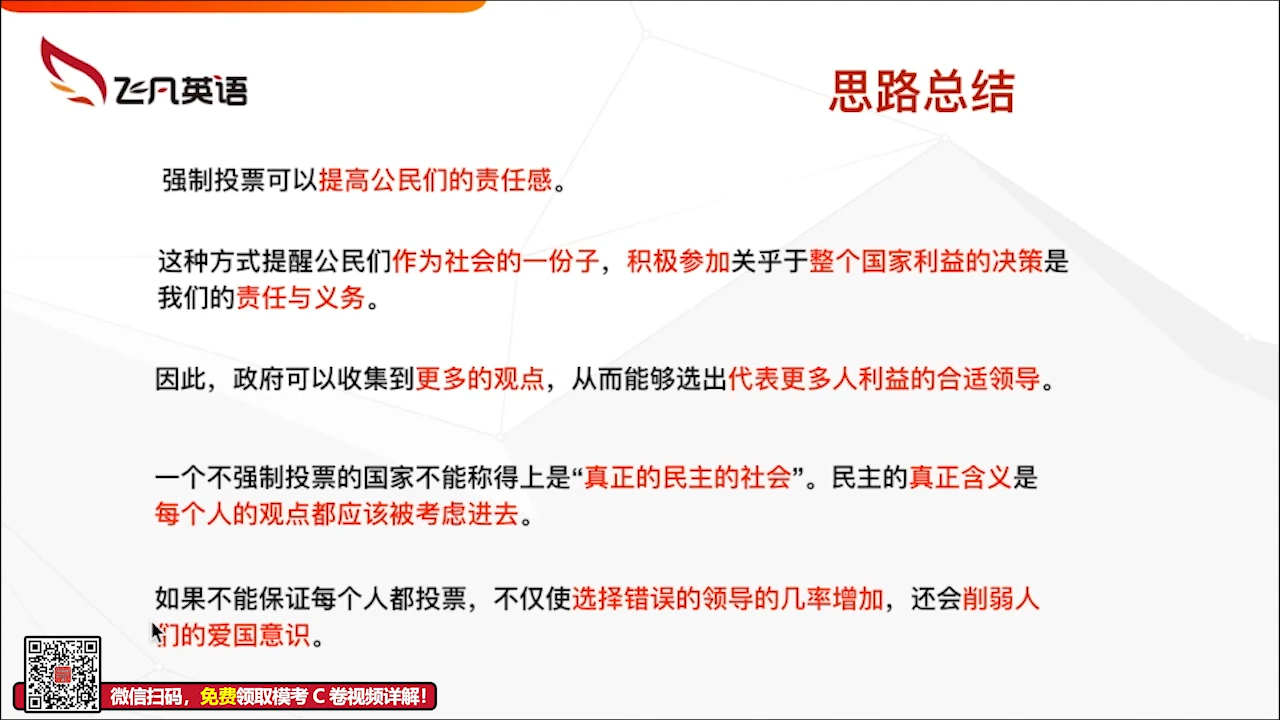 飞凡英语
思路总结
强制投票可以提高公民们的责任感。
这种方式提醒公民们作为社会的一份子，积极参加关乎于整个国家利益的决策是
我们的责任与义务。
因此，政府可以收集到更多的观点，从而能够选出代表更多人利益的合适领导。
一个不强制投票的国家不能称得上是“真正的民主的社会”。民主的真正含义是
每个人的观点都应该被考虑进去。
如果不能保证每个人都投票，不仅使选择错误的领导的几率增加，还会削弱人
们的爱国意识。
微信扫码，免费领取模考 C 卷视频详解！